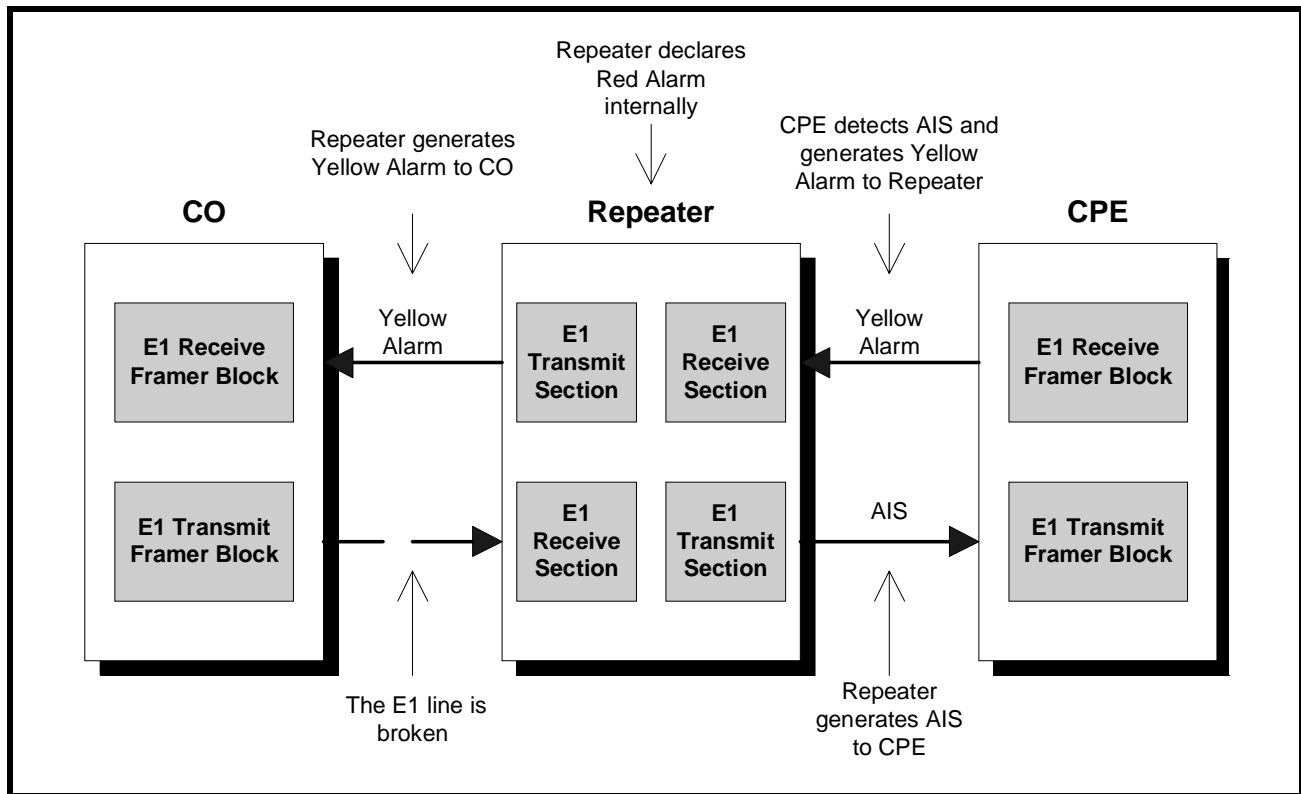 Repeater declares
Red Alarm
internally
Repeater generates
Yellow Alarm to CO
CPE detects AIS and
generates Yellow
Alarm to Repeater
CO
Repeater
CPE
E1 Receive
Framer Block
Yellow
Alarm
E1
Transmit
Section
E1
Receive
Section
Yellow
Alarm
E1 Receive
Framer Block
E1 Transmit
Framer Block
E1
Receive
Section
E1
Transmit
Section
AIS
E1 Transmit
Framer Block
The E1 line is
broken
Repeater
generates AIS
to CPE